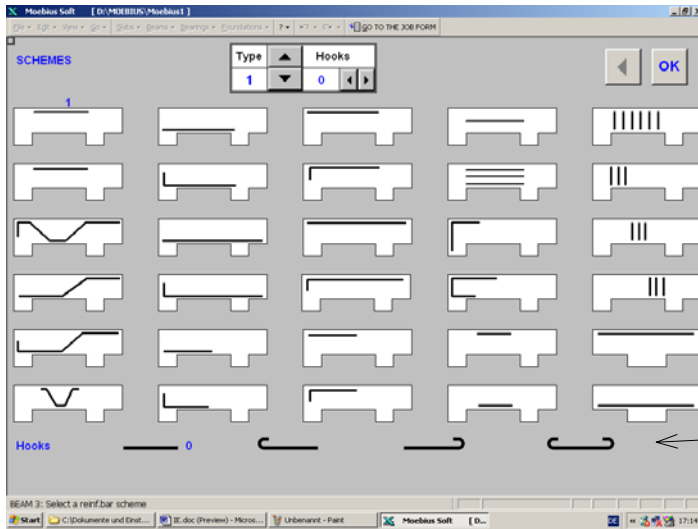 Moebius Soft [ D:\MOEBIUS\Moebius1 ]
File Edit View Go Slabs Beams Bearings Foundations ? GO TO THE JOB FORM
SCHEMES
Type Hooks
1 0
OK
1
Hooks 0
BEAM 3: Select a reinf.bar scheme
Start C:\Dokumente und Einst... IE.doc (Preview) - Micros... Unbenannt - Paint Moebius Soft [ D... DE « 17:14